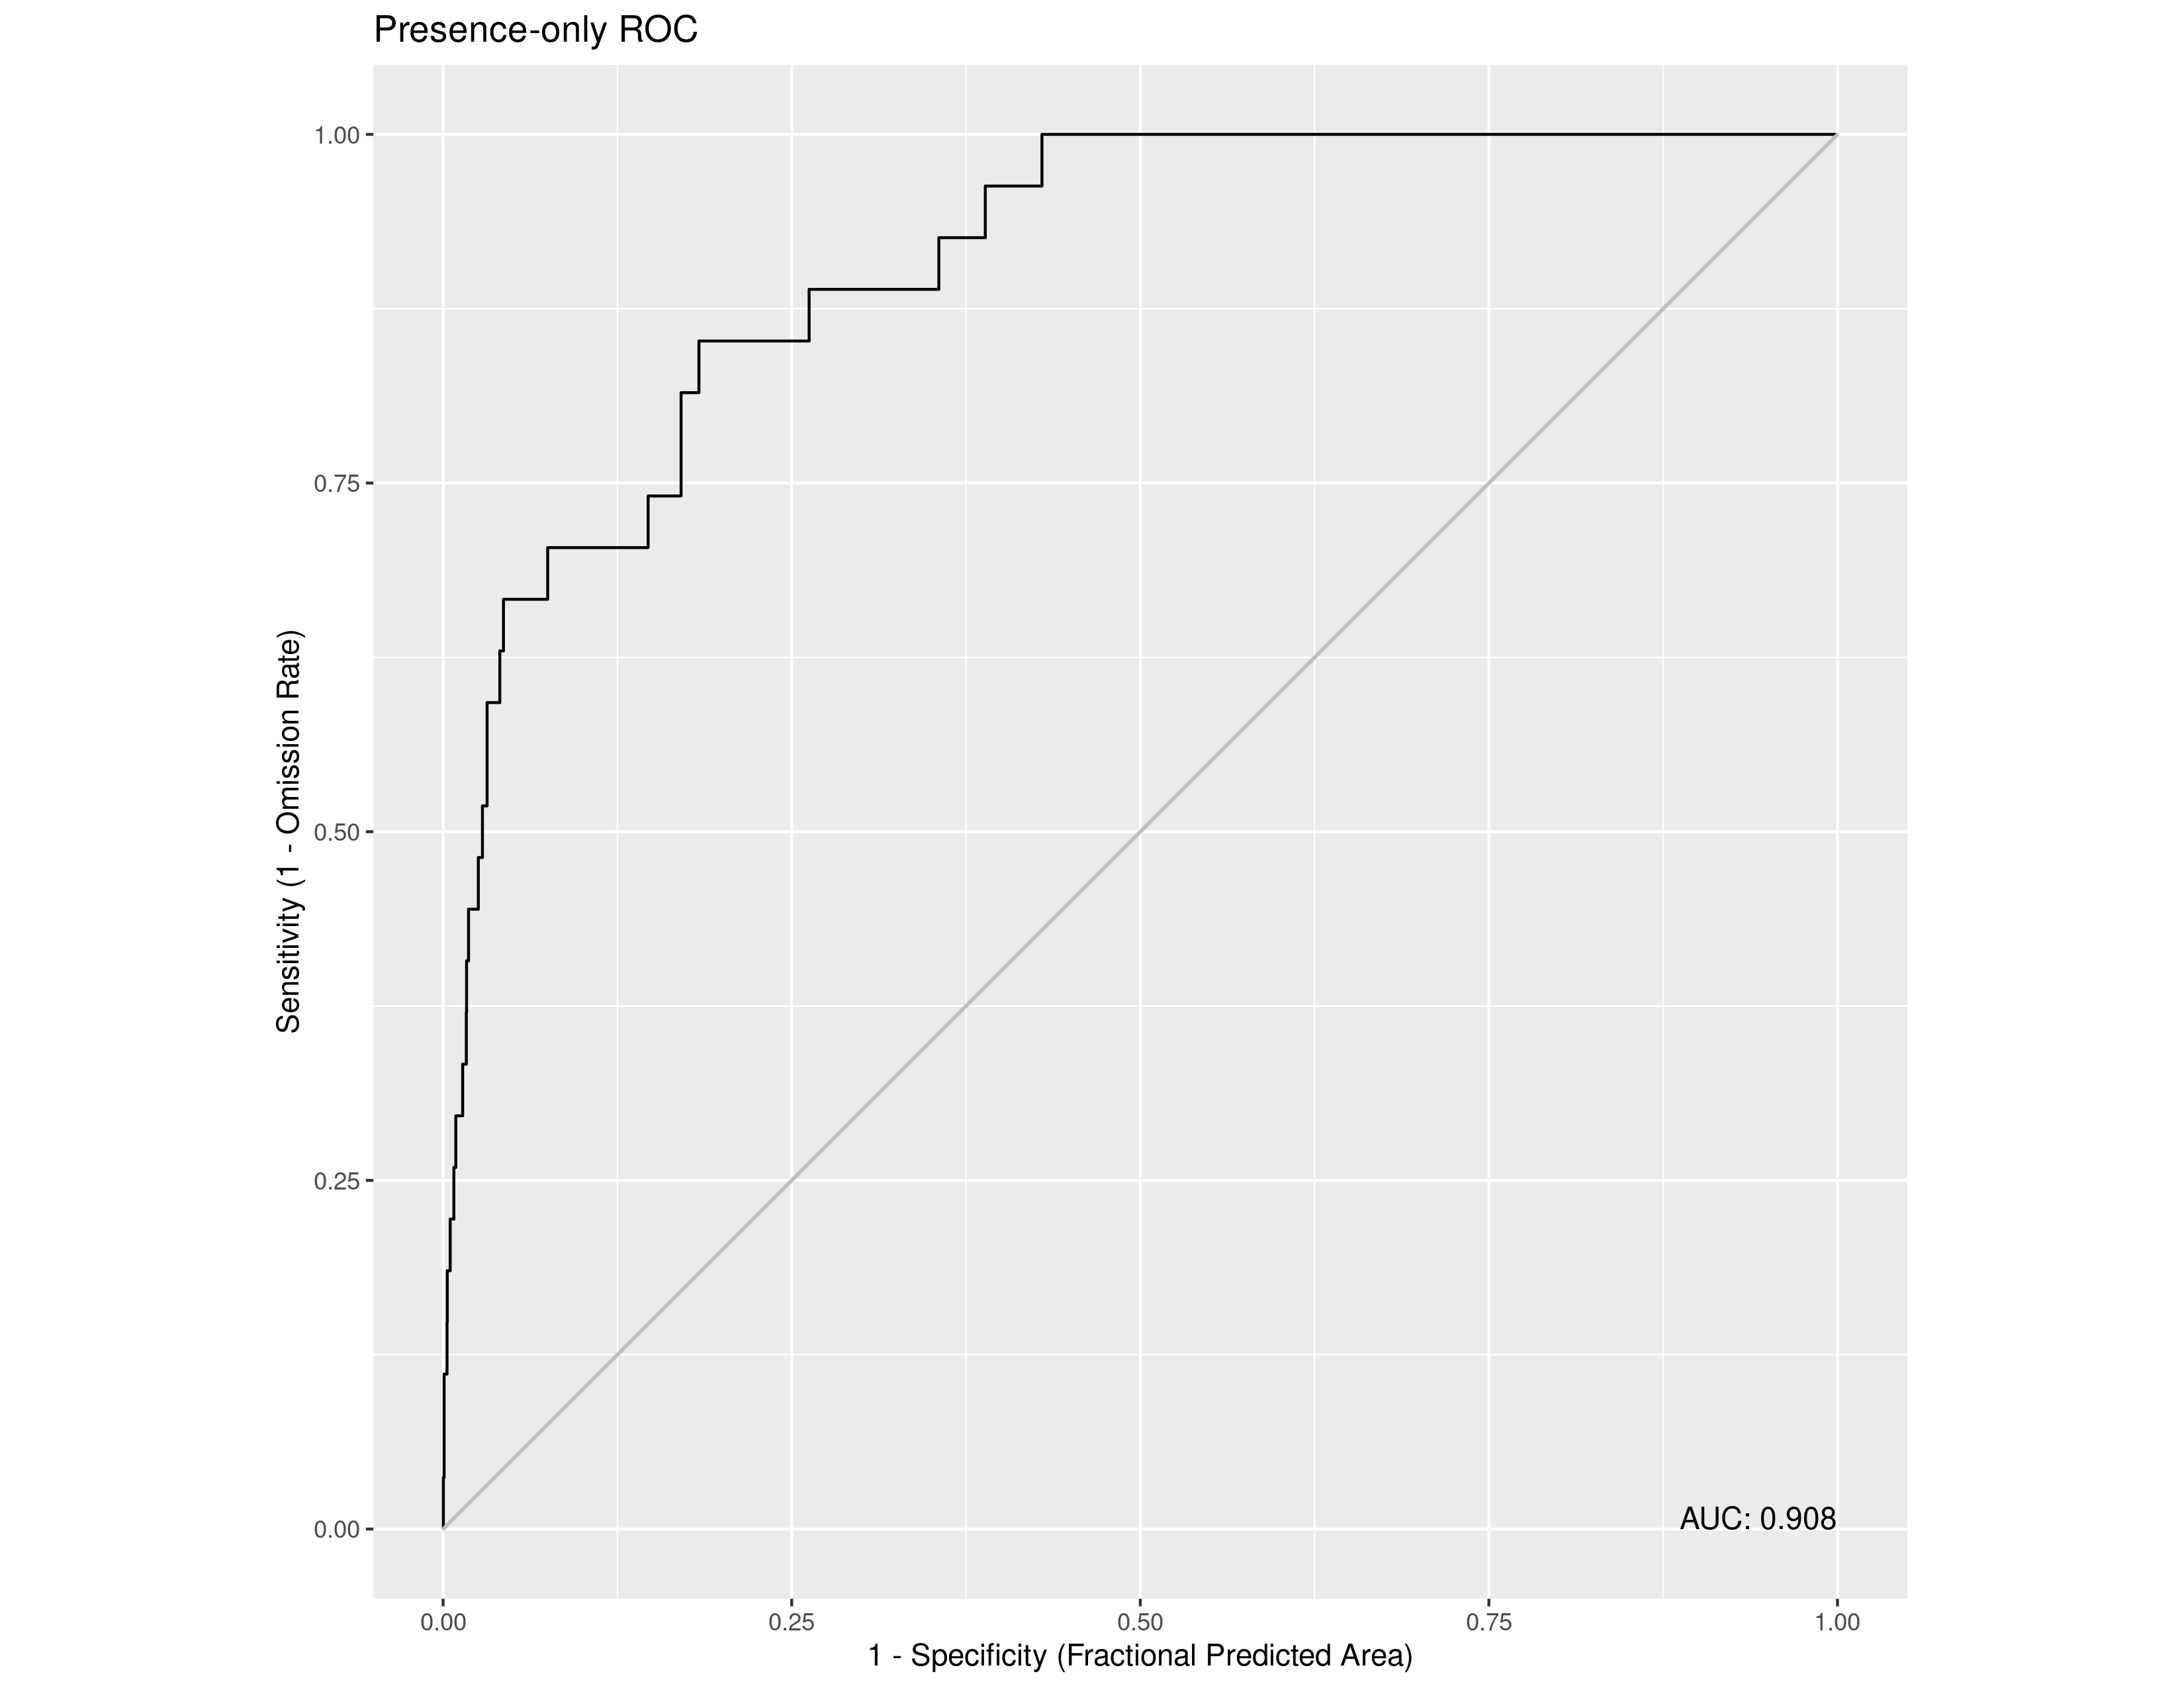 Presence-only ROC
1.00
0.75
0.50
0.25
0.00
Sensitivity (1 - Omission Rate)
AUC: 0.908
0.00 0.25 0.50 0.75 1.00
1 - Specificity (Fractional Predicted Area)